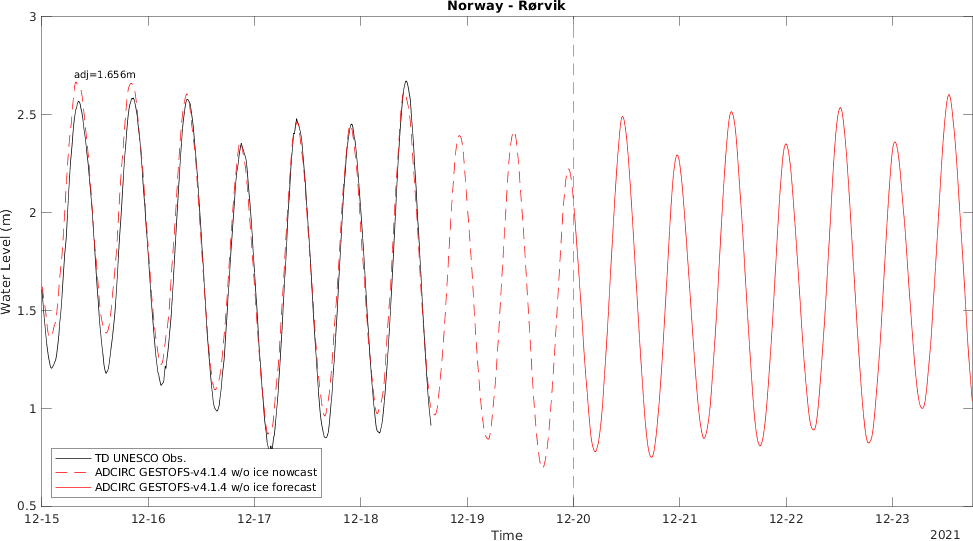 Norway - Rørvik
adj=1.656m
3
2.5
2
1.5
1
0.5
Water Level (m)
TD UNESCO Obs.
ADCIRC GESTOFS-v4.1.4 w/o ice nowcast
ADCIRC GESTOFS-v4.1.4 w/o ice forecast
12-15 12-16 12-17 12-18 12-19 12-20 12-21 12-22 12-23
Time
2021